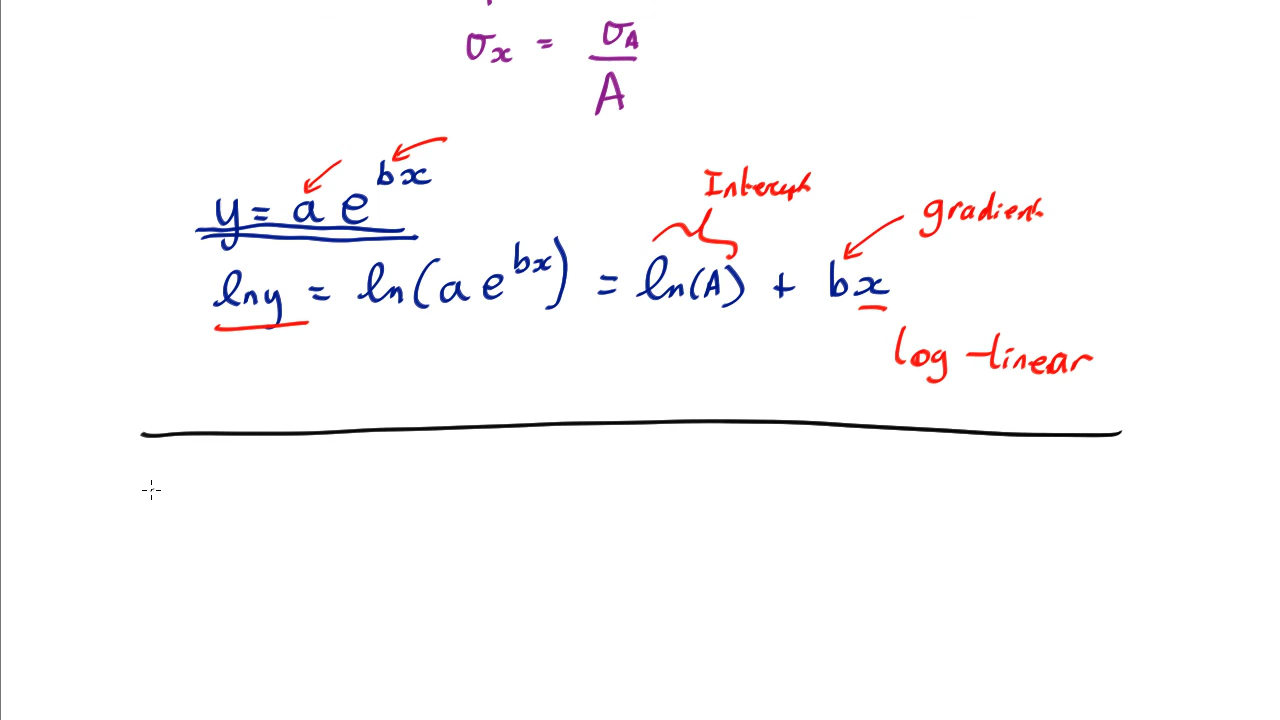 σx = σA / A
y = a e^bx
Intercept
gradient
ln y = ln(a e^bx) = ln(A) + bx
log-linear